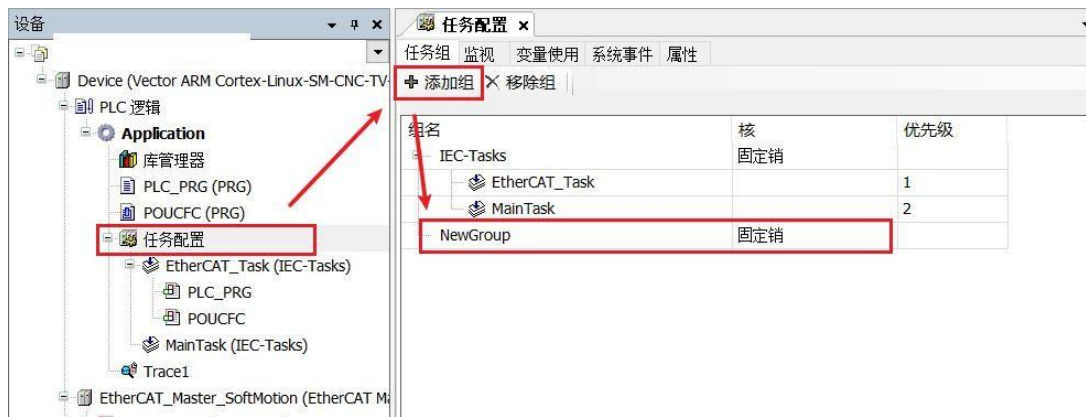 设备
Device (Vector ARM Cortex-Linux-SM-CNC-TV-
PLC 逻辑
Application
库管理器
PLC_PRG (PRG)
POUCFC (PRG)
任务配置
EtherCAT_Task (IEC-Tasks)
PLC_PRG
POUCFC
MainTask (IEC-Tasks)
Trace1
EtherCAT_Master_SoftMotion (EtherCAT Ma
任务配置
任务组 监视 变量使用 系统事件 属性
添加组 移除组
组名 核 优先级
IEC-Tasks 固定销
EtherCAT_Task 1
MainTask 2
NewGroup 固定销